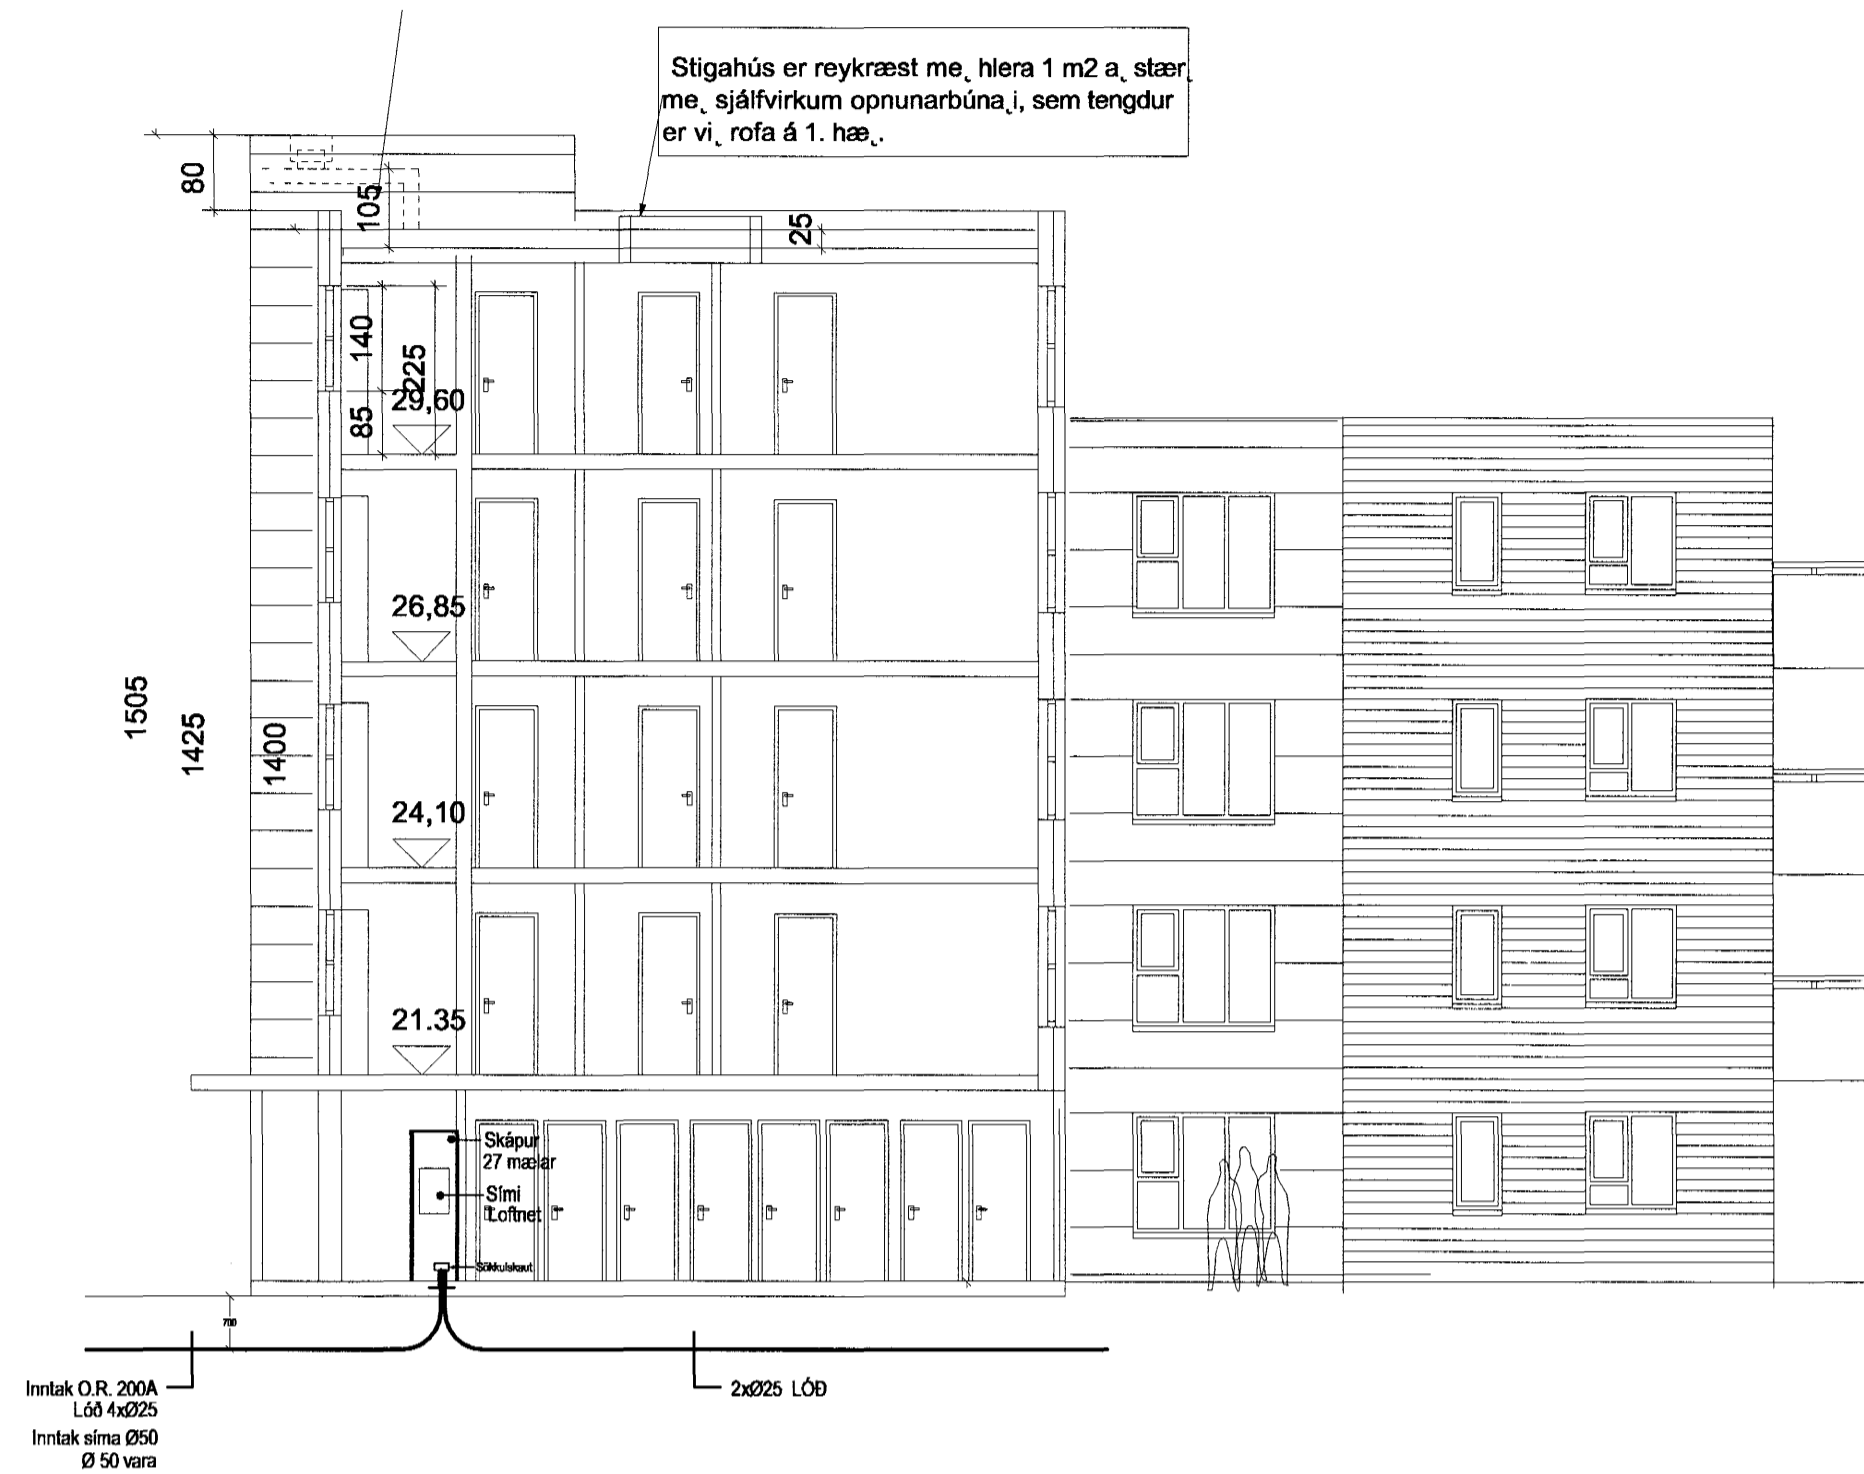 Stigahús er reykræst me˛ hlera 1 m2 a˛ stær˛
me˛ sjálfvirkum opnunarbúna˛i, sem tengdur
er vi˛ rofa á 1. hæ˛.
80
105
25
140
225
85
29,60
26,85
1505
1425
1400
24,10
21.35
Skápur
27 mælar
Sími
Loftnet
Sökkulskaut
700
Inntak O.R. 200A
Lóð 4xØ25
Inntak síma Ø50
Ø 50 vara
2xØ25 LÓÐ